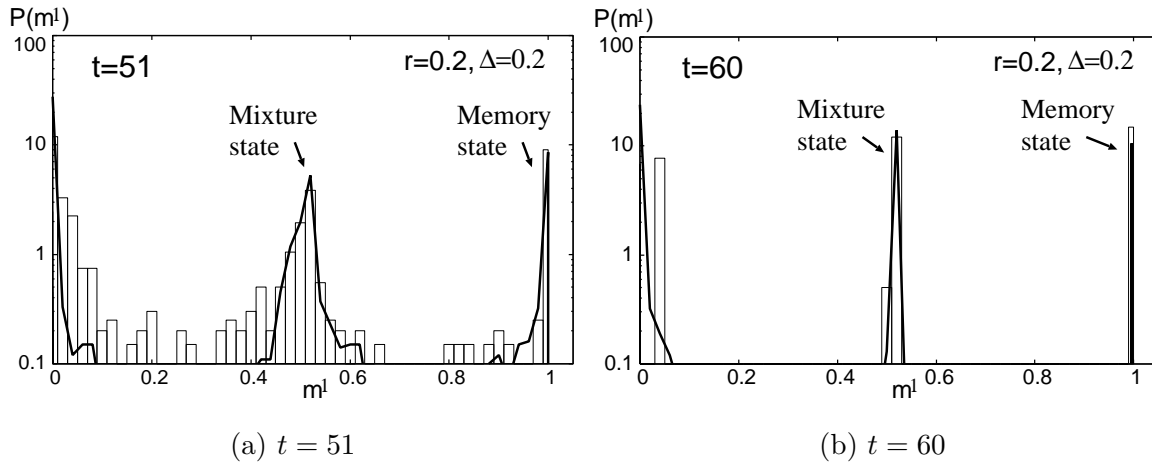 P(m¹)
100
10
1
0.1
t=51
r=0.2, Δ=0.2
Mixture
state
Memory
state
0 0.2 0.4 0.6 0.8 1
m¹
(a) t = 51
P(m¹)
100
10
1
0.1
t=60
r=0.2, Δ=0.2
Mixture
state
Memory
state
0 0.2 0.4 0.6 0.8 1
m¹
(b) t = 60